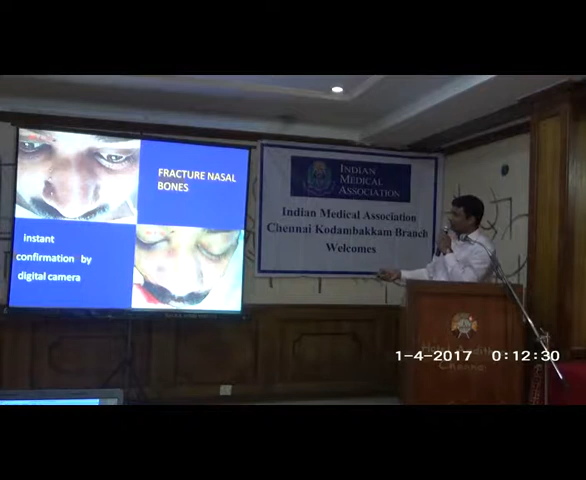 FRACTURE NASAL
BONES
Instant
confirmation by
digital camera
INDIAN
MEDICAL
ASSOCIATION
Indian Medical Association
Chennai Kodambakkam Branch
Welcomes
Chennai
1-4-2017 0:12:30